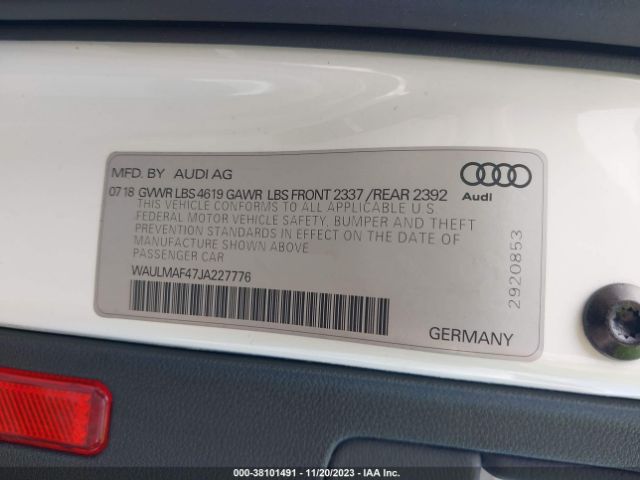 MFD. BY AUDI AG
07 18 GVWR LBS 4619 GAWR LBS FRONT 2337 /REAR 2392
THIS VEHICLE CONFORMS TO ALL APPLICABLE U.S.
FEDERAL MOTOR VEHICLE SAFETY, BUMPER AND THEFT
PREVENTION STANDARDS IN EFFECT ON THE DATE OF
MANUFACTURE SHOWN ABOVE
PASSENGER CAR
WAULMAF47JA227776
Audi
2920853
GERMANY
000-38101491 - 11/20/2023 - IAA Inc.